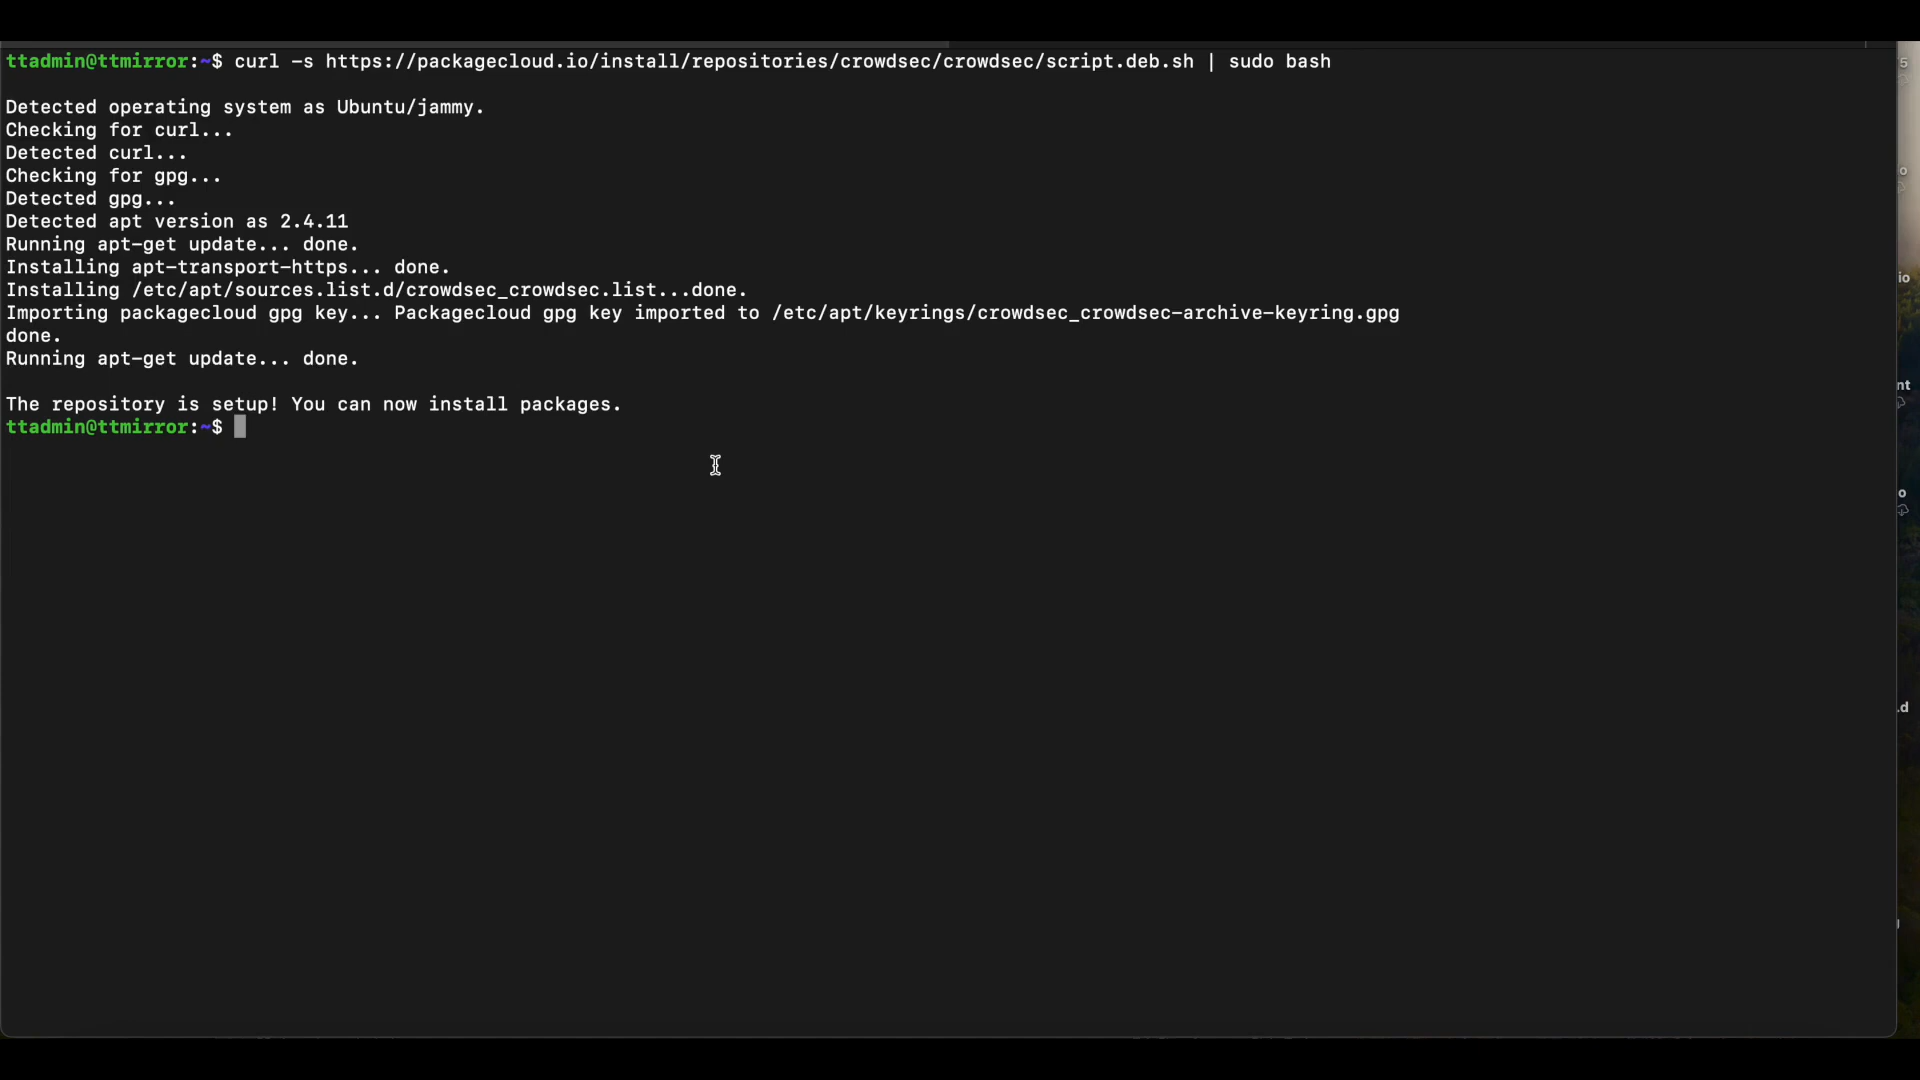 ttadmin@ttmirror:~$ curl -s https://packagecloud.io/install/repositories/crowdsec/crowdsec/script.deb.sh | sudo bash
Detected operating system as Ubuntu/jammy.
Checking for curl...
Detected curl...
Checking for gpg...
Detected gpg...
Detected apt version as 2.4.11
Running apt-get update... done.
Installing apt-transport-https... done.
Installing /etc/apt/sources.list.d/crowdsec_crowdsec.list...done.
Importing packagecloud gpg key... Packagecloud gpg key imported to /etc/apt/keyrings/crowdsec_crowdsec-archive-keyring.gpg
done.
Running apt-get update... done.
The repository is setup! You can now install packages.
ttadmin@ttmirror:~$